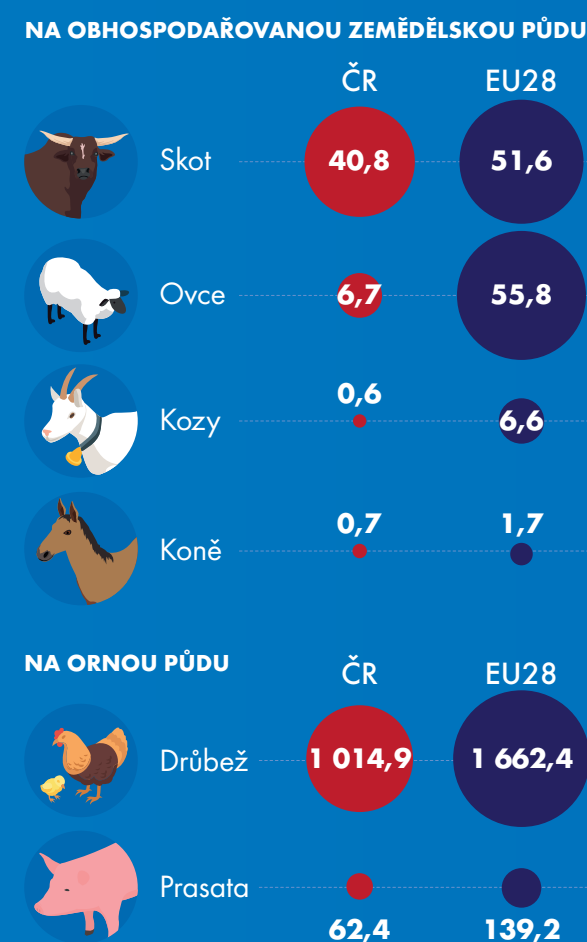 NA OBHOSPODAŘOVANOU ZEMĚDĚLSKOU PŮDU
ČR EU28
Skot 40,8 51,6
Ovce 6,7 55,8
Kozy 0,6 6,6
Koně 0,7 1,7
NA ORNOU PŮDU ČR EU28
Drůbež 1 014,9 1 662,4
Prasata 62,4 139,2